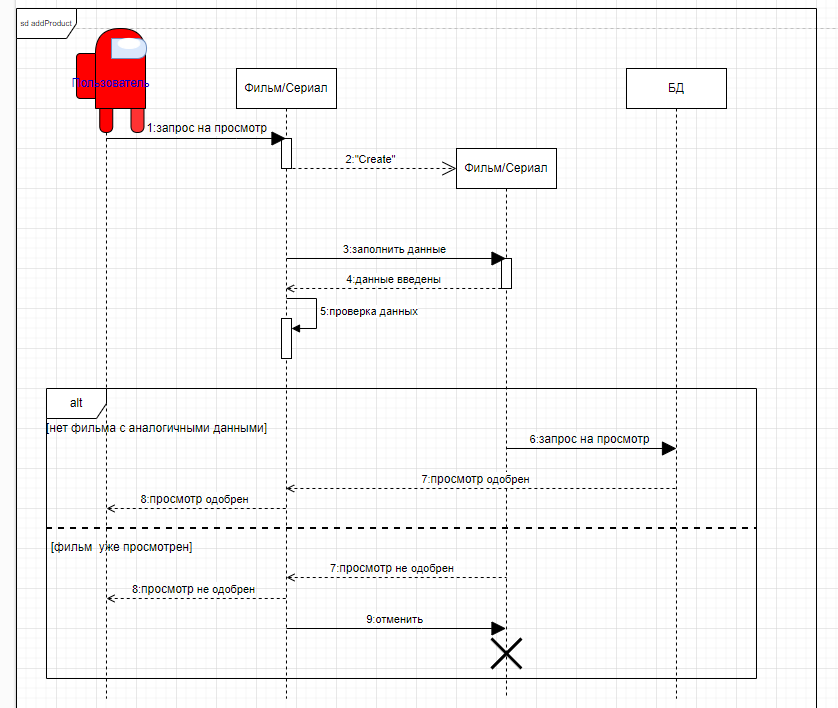 sd addProduct
Пользователь
Фильм/Сериал
БД
1:запрос на просмотр
2:"Create"
Фильм/Сериал
3:заполнить данные
4:данные введены
5:проверка данных
alt
[нет фильма с аналогичными данными]
6:запрос на просмотр
7:просмотр одобрен
8:просмотр одобрен
[фильм уже просмотрен]
7:просмотр не одобрен
8:просмотр не одобрен
9:отменить